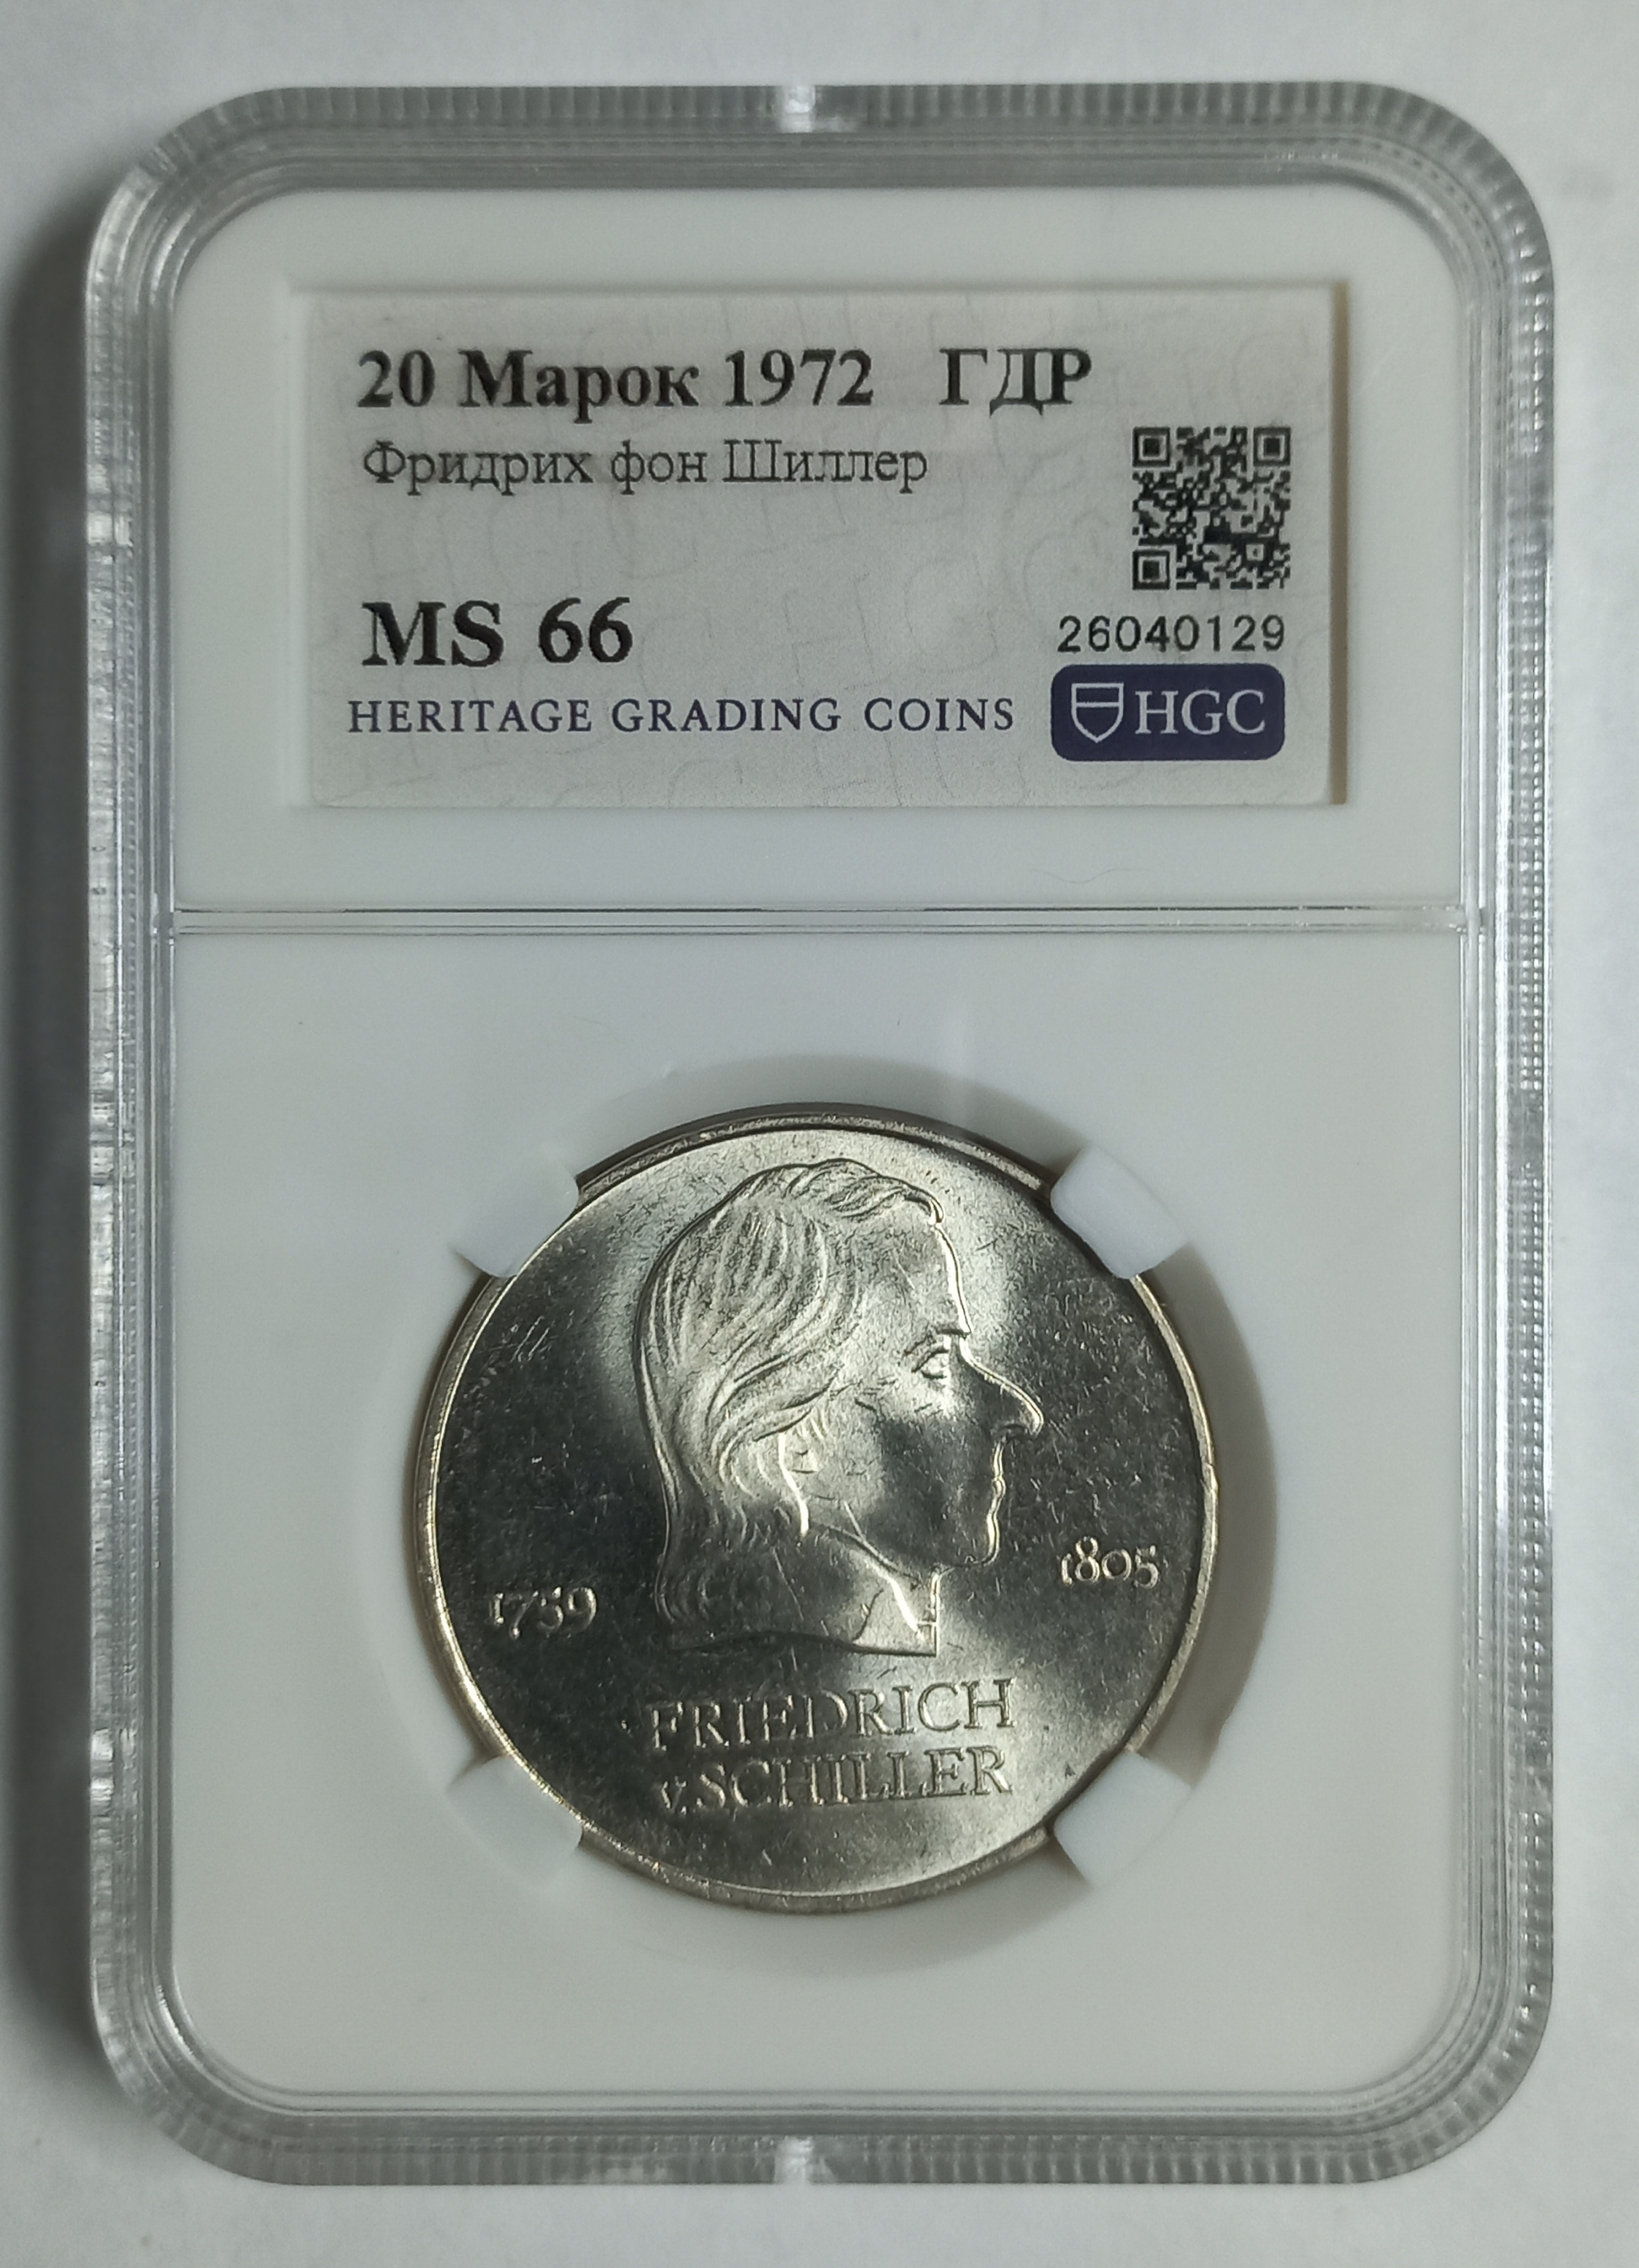 20 Марок 1972 ГДР
Фридрих фон Шиллер
MS 66
26040129
HERITAGE GRADING COINS
HGC
1759
1805
FRIEDRICH
v. SCHILLER